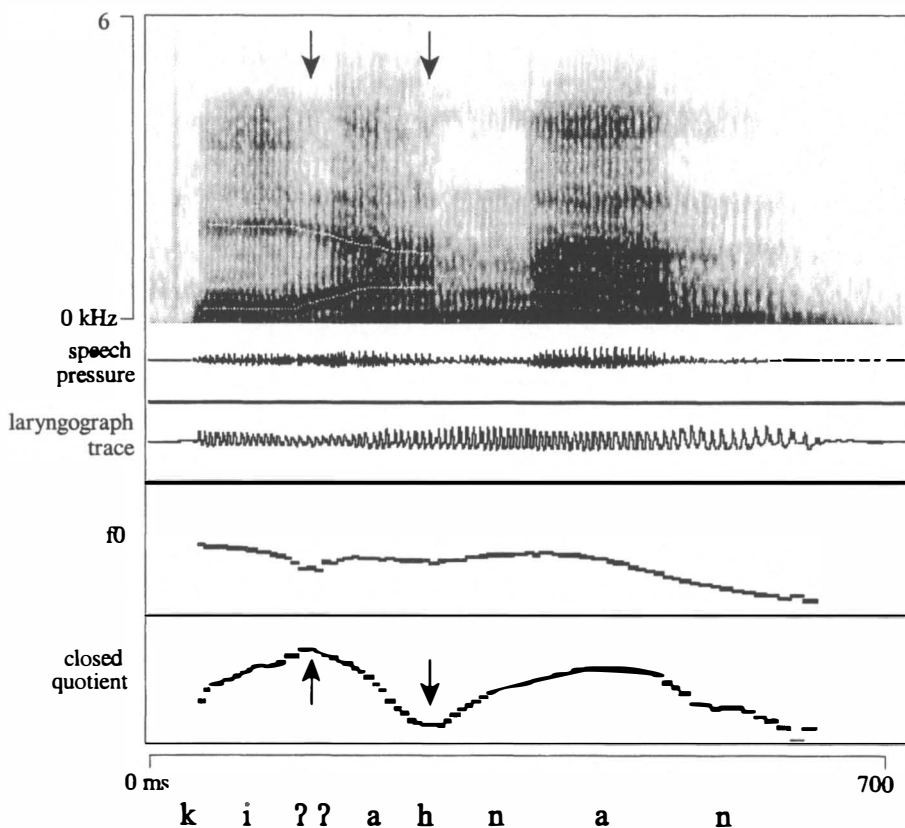 6
0 kHz
speech
pressure
laryngograph
trace
f0
closed
quotient
0 ms 700
k i ʔ ʔ a h n a n